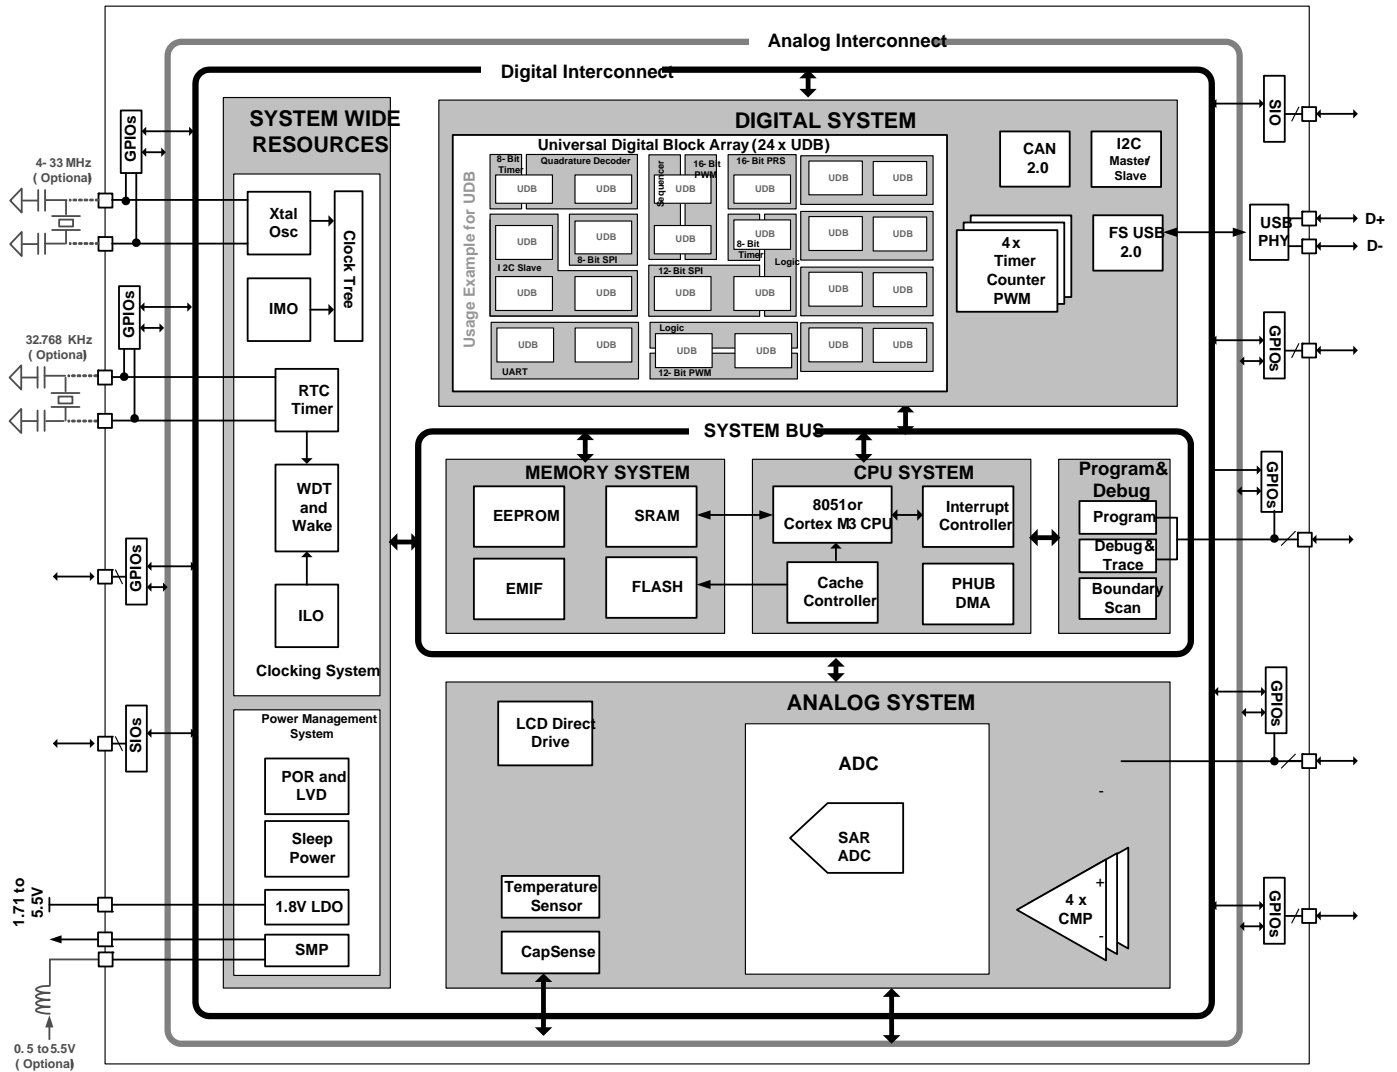 Analog Interconnect
Digital Interconnect
SYSTEM WIDE
RESOURCES
GPIOs
4- 33 MHz
( Optional)
Xtal
Osc
Clock Tree
IMO
GPIOs
32.768 KHz
( Optional)
RTC
Timer
WDT
and
Wake
GPIOs
ILO
Clocking System
SIOs
Power Management
System
POR and
LVD
Sleep
Power
1.71 to
5.5V
1.8V LDO
SMP
0. 5 to5.5V
( Optional)
DIGITAL SYSTEM
Universal Digital Block Array (24 x UDB)
Usage Example for UDB
8- Bit
Timer
Quadrature Decoder
Sequencer
16- Bit
PWM
16- Bit PRS
UDB
UDB
UDB
UDB
UDB
UDB
UDB
UDB
UDB
UDB
UDB
UDB
I 2C Slave
8- Bit SPI
8- Bit
Timer
Logic
12- Bit SPI
UDB
UDB
UDB
UDB
UDB
UDB
Logic
UDB
UDB
UDB
UDB
UDB
UDB
UART
12- Bit PWM
CAN
2.0
I2C
Master/
Slave
4 x
Timer
Counter
PWM
FS USB
2.0
SIO
USB
PHY
D+
D-
GPIOs
SYSTEM BUS
MEMORY SYSTEM
EEPROM
SRAM
EMIF
FLASH
CPU SYSTEM
8051or
Cortex M3 CPU
Interrupt
Controller
Cache
Controller
PHUB
DMA
Program&
Debug
Program
Debug &
Trace
Boundary
Scan
GPIOs
ANALOG SYSTEM
LCD Direct
Drive
ADC
SAR
ADC
-
Temperature
Sensor
CapSense
+
4 x
CMP
-
GPIOs
GPIOs